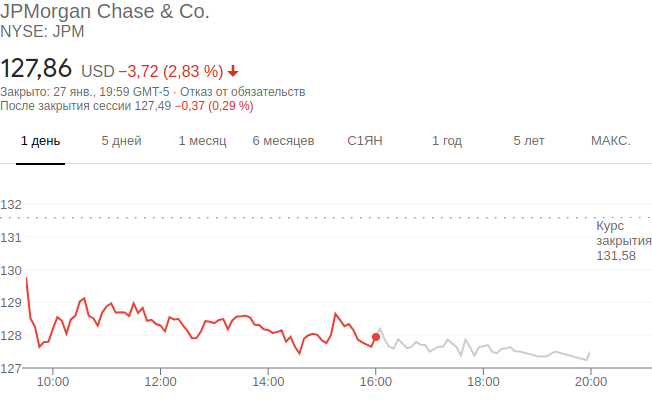 JPMorgan Chase & Co.
NYSE: JPM
127,86 USD −3,72 (2,83 %)
Закрыто: 27 янв., 19:59 GMT-5 · Отказ от обязательств
После закрытия сессии 127,49 −0,37 (0,29 %)
1 день 5 дней 1 месяц 6 месяцев С1ЯН 1 год 5 лет МАКС.
132
Курс
закрытия
131,58
131
130
129
128
127
10:00 12:00 14:00 16:00 18:00 20:00